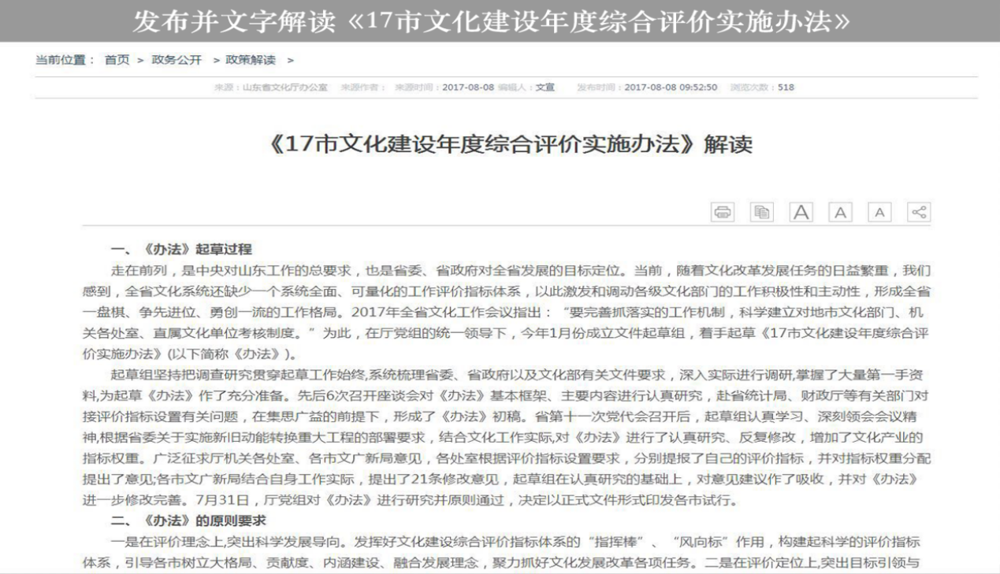 发布并文字解读《17市文化建设年度综合评价实施办法》
当前位置： 首页 > 政务公开 > 政策解读 >
来源：山东省文化厅办公室 来源作者： 来源时间：2017-08-08 编辑人：文宣 发布时间：2017-08-08 09:52:50 浏览次数：518
《17市文化建设年度综合评价实施办法》解读
A A A
一、《办法》起草过程
走在前列，是中央对山东工作的总要求，也是省委、省政府对全省发展的目标定位。当前，随着文化改革发展任务的日益繁重，我们
感到，全省文化系统还缺少一个系统全面、可量化的工作评价指标体系，以此激发和调动各级文化部门的工作积极性和主动性，形成全省
一盘棋、争先进位、勇创一流的工作格局。2017年全省文化工作会议指出：“要完善抓落实的工作机制，科学建立对地市文化部门、机
关各处室、直属文化单位考核制度。”为此，在厅党组的统一领导下，今年1月份成立文件起草组，着手起草《17市文化建设年度综合评
价实施办法》(以下简称《办法》)。
起草组坚持把调查研究贯穿起草工作始终,系统梳理省委、省政府以及文化部有关文件要求，深入实际进行调研,掌握了大量第一手资
料,为起草《办法》作了充分准备。先后6次召开座谈会对《办法》基本框架、主要内容进行认真研究，赴省统计局、财政厅等有关部门对
接评价指标设置有关问题，在集思广益的前提下，形成了《办法》初稿。省第十一次党代会召开后，起草组认真学习、深刻领会会议精
神,根据省委关于实施新旧动能转换重大工程的部署要求，结合文化工作实际,对《办法》进行了认真研究、反复修改，增加了文化产业的
指标权重。广泛征求厅机关各处室、各市文广新局意见，各处室根据评价指标设置要求，分别提报了自己的评价指标，并对指标权重分配
提出了意见;各市文广新局结合自身工作实际，提出了21条修改意见，起草组在认真研究的基础上，对意见建议作了吸收，并对《办法》
进一步修改完善。7月31日，厅党组对《办法》进行研究并原则通过，决定以正式文件形式印发各市试行。
二、《办法》的原则要求
一是在评价理念上,突出科学发展导向。发挥好文化建设综合评价指标体系的“指挥棒”、“风向标”作用，构建起科学的评价指标
体系，引导各市树立大格局、贡献度、内涵建设、融合发展理念，聚力抓好文化发展改革各项任务。二是在评价定位上,突出目标引领与